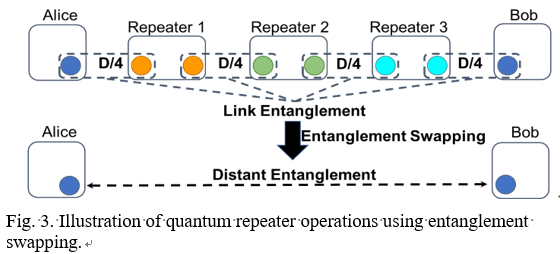 Alice Repeater 1 Repeater 2 Repeater 3 Bob
D/4 D/4 D/4 D/4
Link Entanglement
Entanglement Swapping
Alice Bob
Distant Entanglement
Fig. 3. Illustration of quantum repeater operations using entanglement
swapping.↵